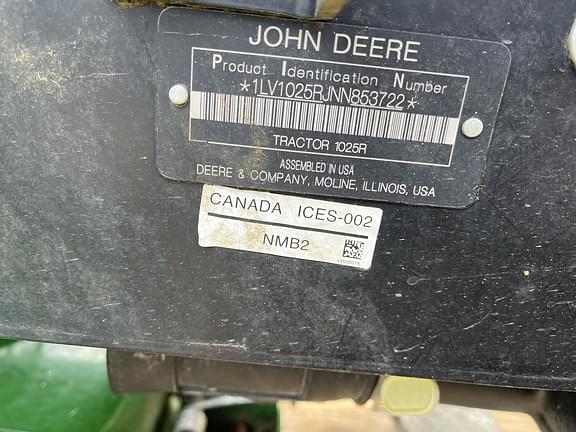 JOHN DEERE
Product Identification Number
*1LV1025RJNN853722*
TRACTOR 1025R
ASSEMBLED IN USA
DEERE & COMPANY, MOLINE, ILLINOIS, USA
CANADA ICES-002
NMB2